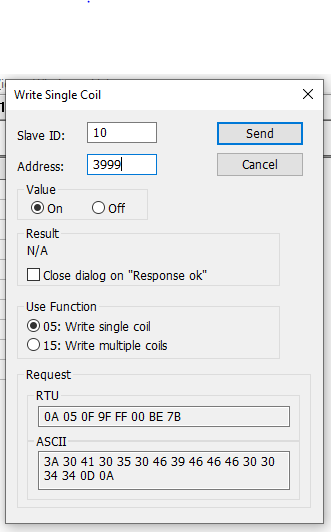 Write Single Coil
Slave ID: 10
Send
Address: 3999
Cancel
Value
On Off
Result
N/A
Close dialog on "Response ok"
Use Function
05: Write single coil
15: Write multiple coils
Request
RTU
0A 05 0F 9F FF 00 BE 7B
ASCII
3A 30 41 30 35 30 46 39 46 46 46 30 30
34 34 0D 0A